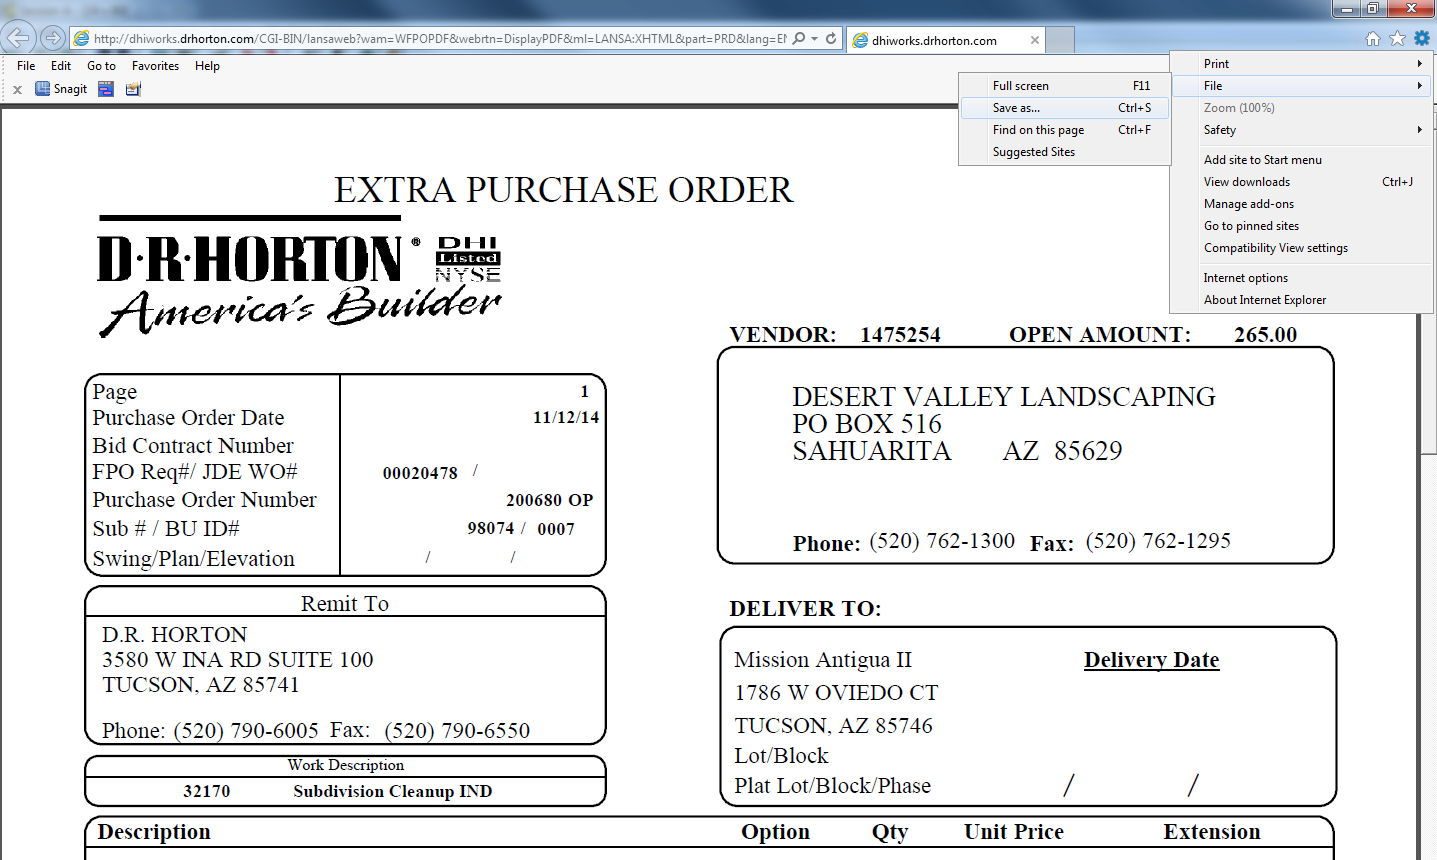 http://dhiworks.drhorton.com/CGI-BIN/lansaweb?wam=WFPOPDF&webrtn=DisplayPDF&ml=LANSA:XHTML&part=PRD&lang=EN
dhiworks.drhorton.com
File Edit Go to Favorites Help
Snagit
Print
File
Zoom (100%)
Safety
Add site to Start menu
View downloads Ctrl+J
Manage add-ons
Go to pinned sites
Compatibility View settings
Internet options
About Internet Explorer
Full screen F11
Save as... Ctrl+S
Find on this page Ctrl+F
Suggested Sites
EXTRA PURCHASE ORDER
D·R·HORTON ®
DHI
Listed
NYSE
America's Builder
VENDOR: 1475254 OPEN AMOUNT: 265.00
DESERT VALLEY LANDSCAPING
PO BOX 516
SAHUARITA AZ 85629
Phone: (520) 762-1300 Fax: (520) 762-1295
Page 1
Purchase Order Date 11/12/14
Bid Contract Number
FPO Req#/ JDE WO# 00020478 /
Purchase Order Number 200680 OP
Sub # / BU ID# 98074 / 0007
Swing/Plan/Elevation / /
Remit To
D.R. HORTON
3580 W INA RD SUITE 100
TUCSON, AZ 85741
Phone: (520) 790-6005 Fax: (520) 790-6550
Work Description
32170 Subdivision Cleanup IND
DELIVER TO:
Mission Antigua II Delivery Date
1786 W OVIEDO CT
TUCSON, AZ 85746
Lot/Block
Plat Lot/Block/Phase / /
Description Option Qty Unit Price Extension